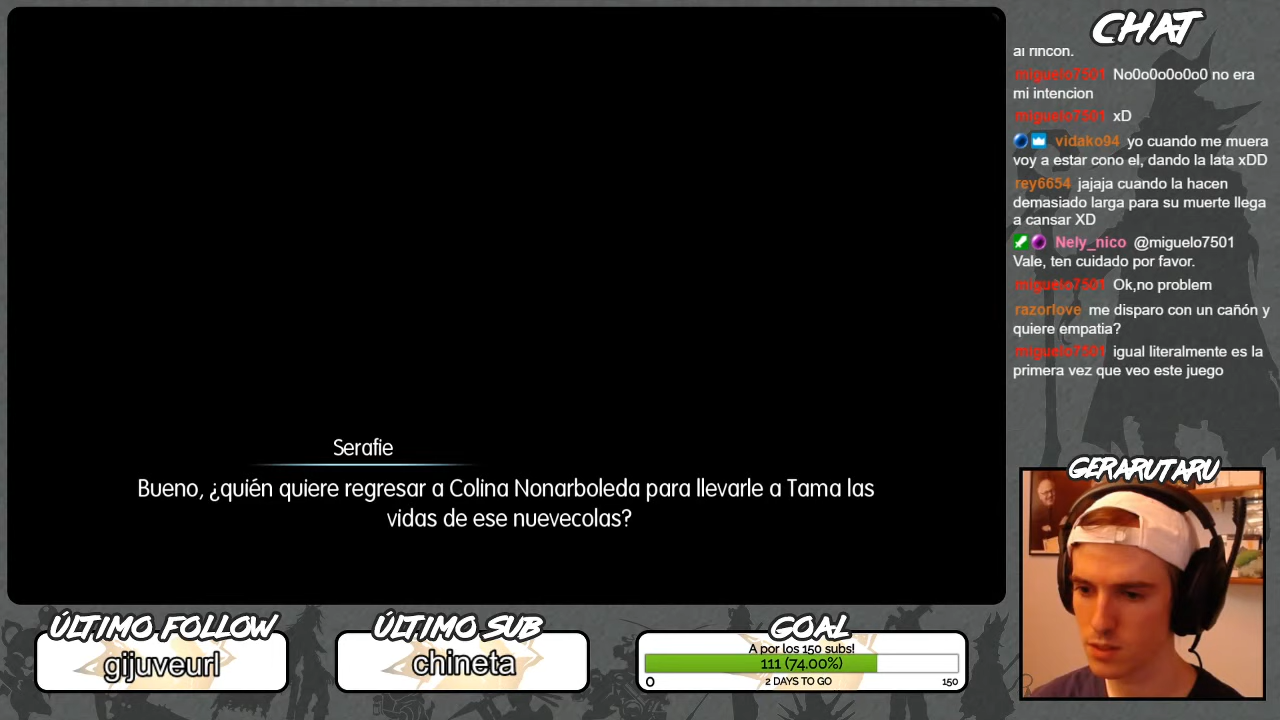 CHAT
al rincon.
miguelo7501 No0o0o0o0o0 no era
mi intencion
miguelo7501 xD
vidako94 yo cuando me muera
voy a estar cono el, dando la lata xDD
rey6654 jajaja cuando la hacen
demasiado larga para su muerte llega
a cansar XD
Nely_nico @miguelo7501
Vale, ten cuidado por favor.
miguelo7501 Ok,no problem
razorlove me disparo con un cañón y
quiere empatia?
miguelo7501 igual literalmente es la
primera vez que veo este juego
Serafie
Bueno, ¿quién quiere regresar a Colina Nonarboleda para llevarle a Tama las
vidas de ese nuevecolas?
GERARUTARU
ÚLTIMO FOLLOW
gijuveurl
ÚLTIMO SUB
chineta
GOAL
A por los 150 subs!
111 (74.00%)
0 2 DAYS TO GO 150